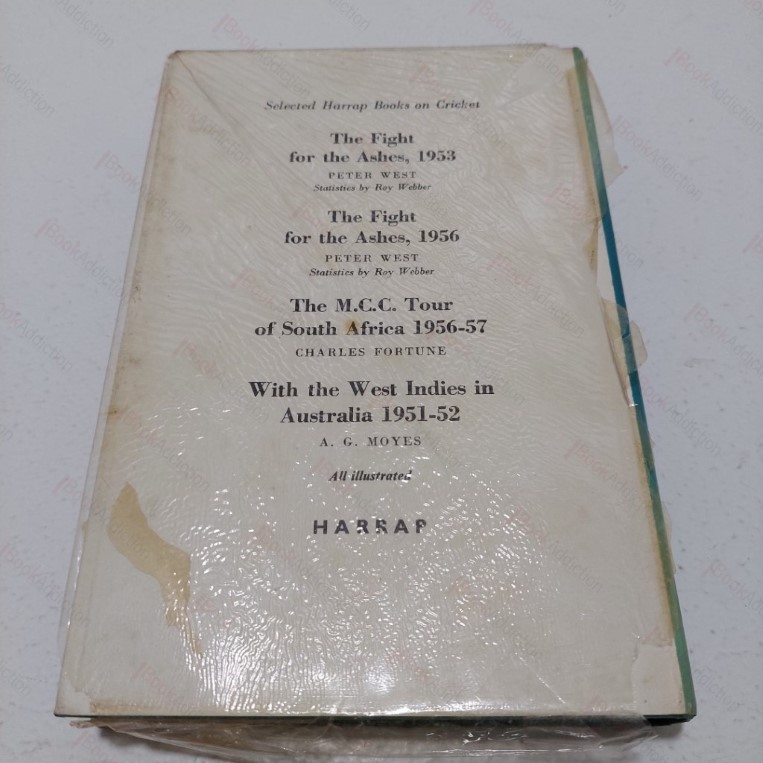 Selected Harrap Books on Cricket
The Fight
for the Ashes, 1953
PETER WEST
Statistics by Roy Webber
The Fight
for the Ashes, 1956
PETER WEST
Statistics by Roy Webber
The M.C.C. Tour
of South Africa 1956-57
CHARLES FORTUNE
With the West Indies in
Australia 1951-52
A. G. MOYES
All illustrated
HARRAP
BookAddiction